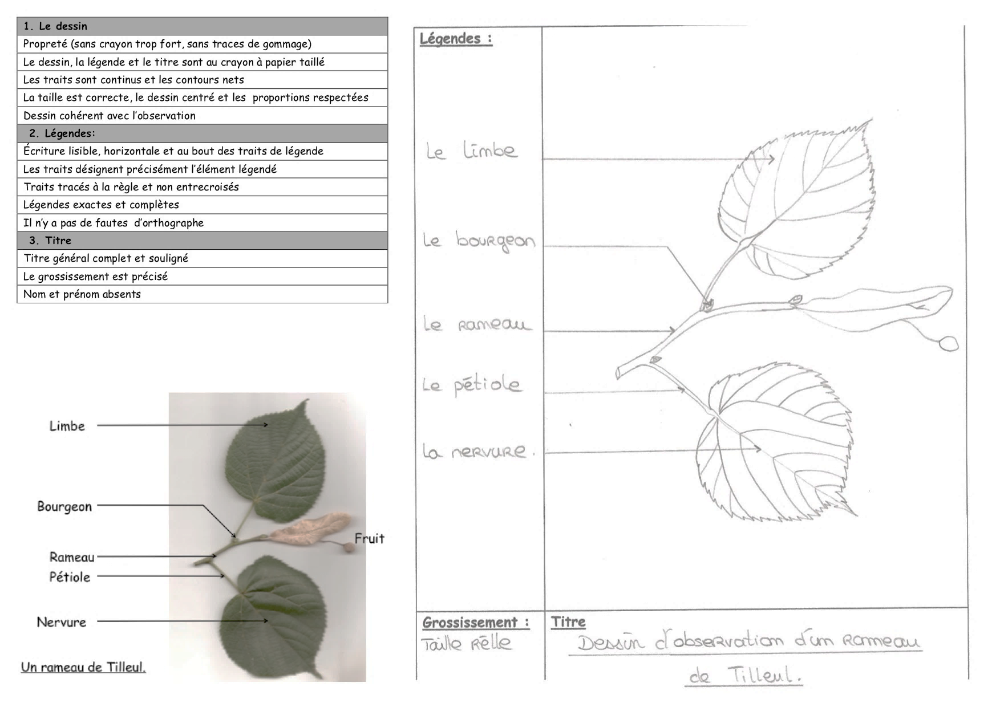 1. Le dessin
Propreté (sans crayon trop fort, sans traces de gommage)
Le dessin, la légende et le titre sont au crayon à papier taillé
Les traits sont continus et les contours nets
La taille est correcte, le dessin centré et les proportions respectées
Dessin cohérent avec l'observation
2. Légendes:
Écriture lisible, horizontale et au bout des traits de légende
Les traits désignent précisément l'élément légendé
Traits tracés à la règle et non entrecroisés
Légendes exactes et complètes
Il n'y a pas de fautes d'orthographe
3. Titre
Titre général complet et souligné
Le grossissement est précisé
Nom et prénom absents
Limbe
Bourgeon
Fruit
Rameau
Pétiole
Nervure
Un rameau de Tilleul.
Légendes :
Le limbe
Le bourgeon
Le rameau
Le pétiole
La nervure.
Grossissement :
Taille réelle
Titre
Dessin d'observation d'un rameau
de Tilleul.